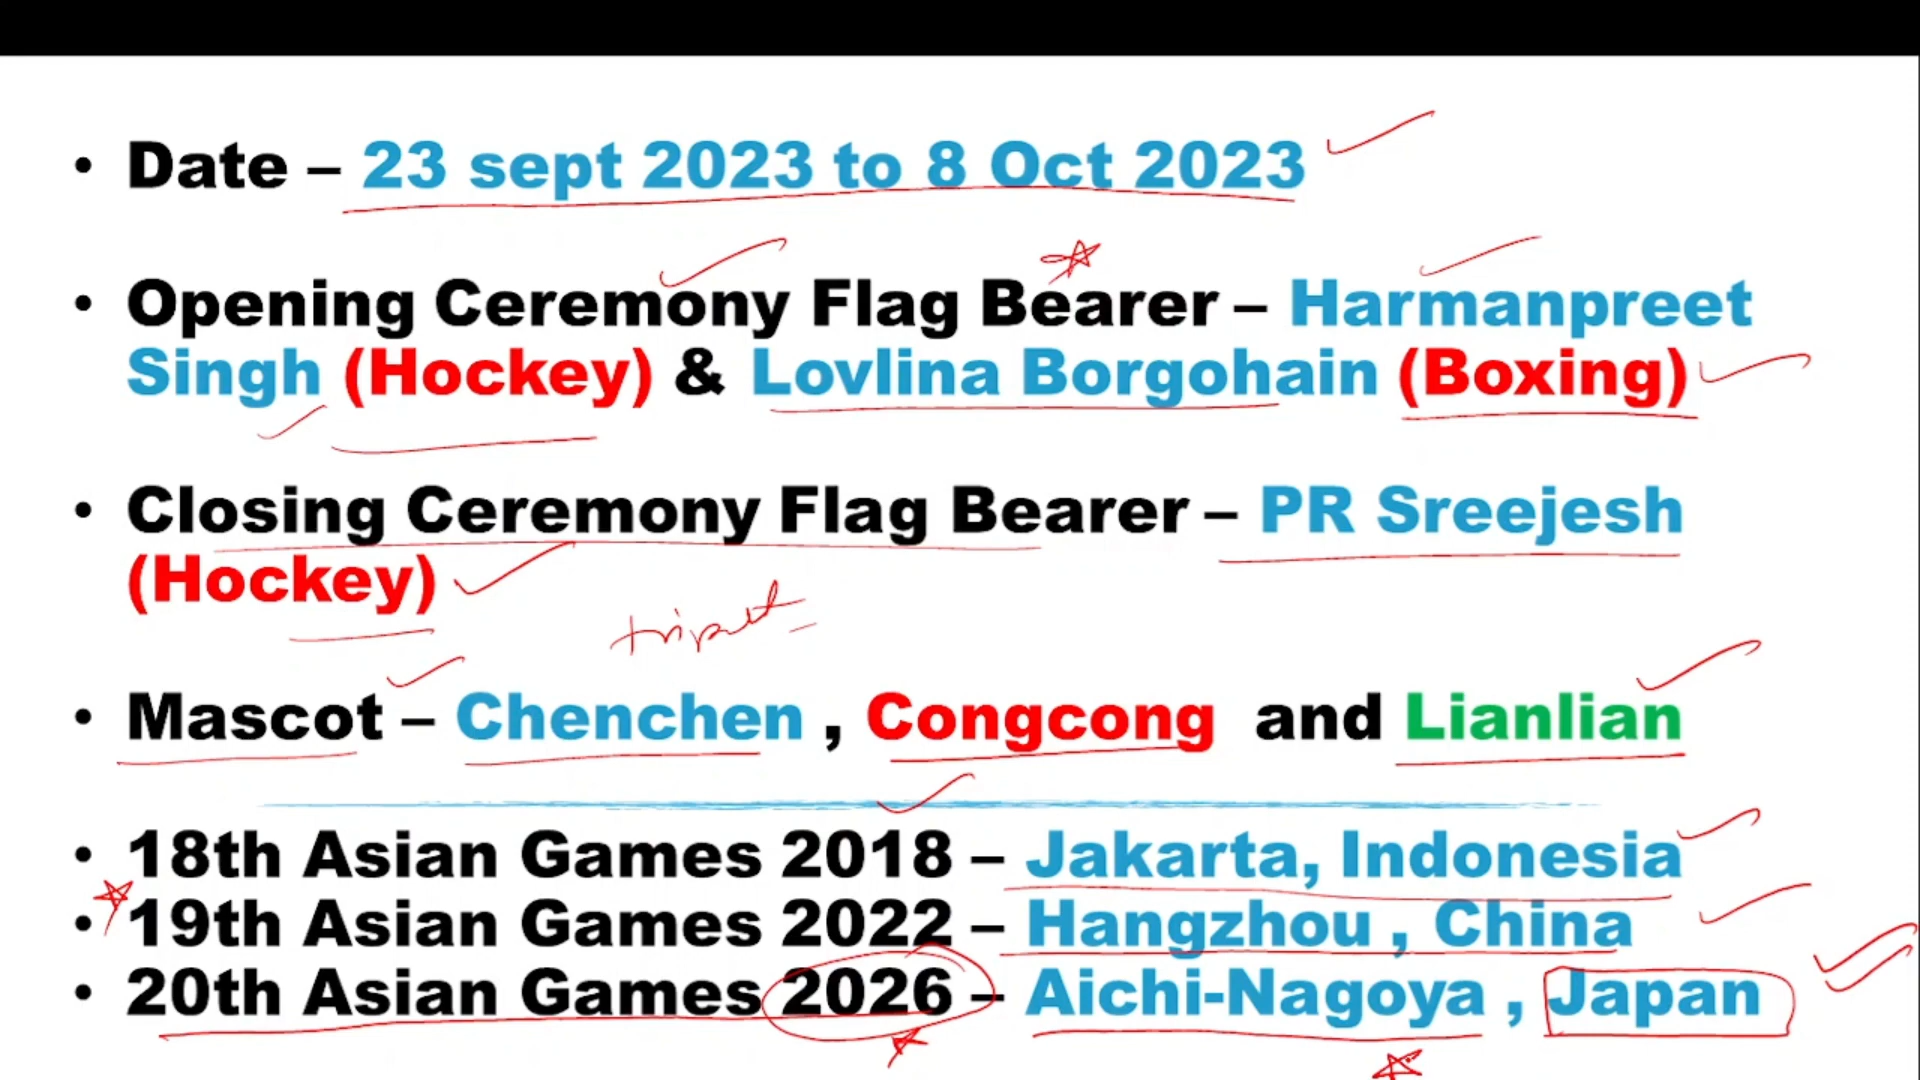 • Date – 23 sept 2023 to 8 Oct 2023
• Opening Ceremony Flag Bearer – Harmanpreet
Singh (Hockey) & Lovlina Borgohain (Boxing)
• Closing Ceremony Flag Bearer – PR Sreejesh
(Hockey)
• Mascot – Chenchen , Congcong and Lianlian
• 18th Asian Games 2018 – Jakarta, Indonesia
• 19th Asian Games 2022 – Hangzhou , China
• 20th Asian Games 2026 – Aichi-Nagoya , Japan